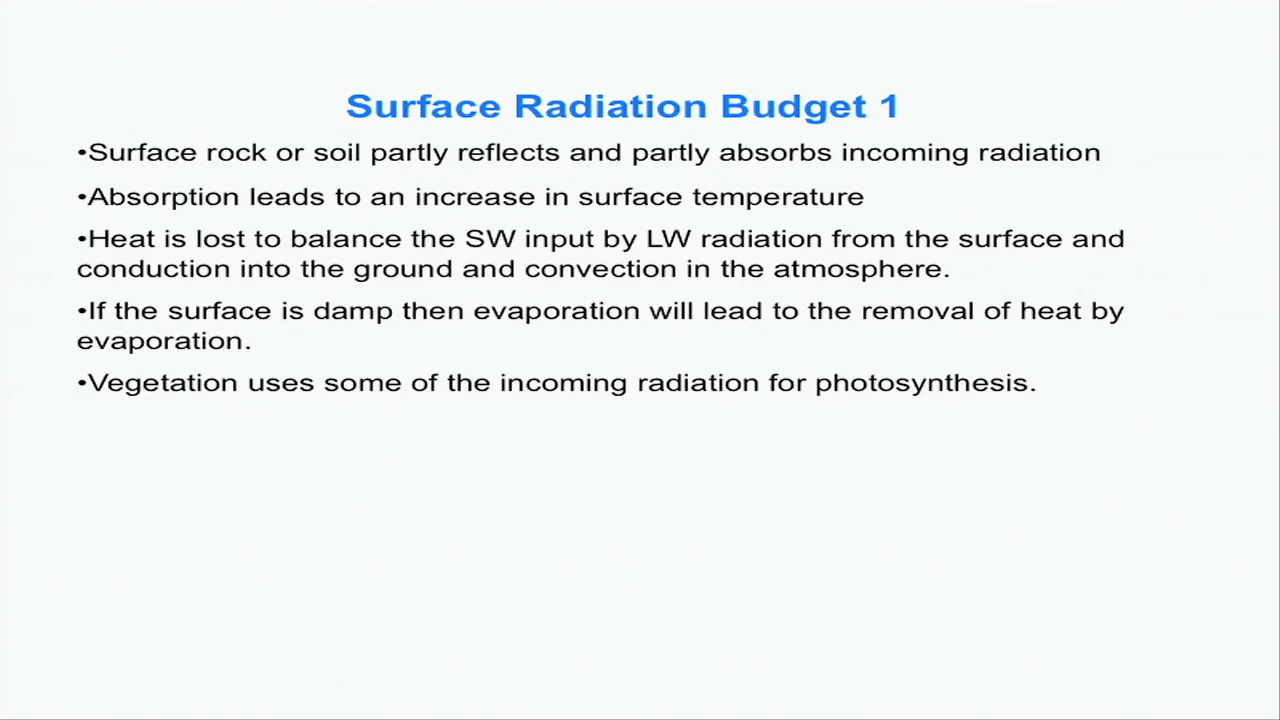 Surface Radiation Budget 1
•Surface rock or soil partly reflects and partly absorbs incoming radiation
•Absorption leads to an increase in surface temperature
•Heat is lost to balance the SW input by LW radiation from the surface and
conduction into the ground and convection in the atmosphere.
•If the surface is damp then evaporation will lead to the removal of heat by
evaporation.
•Vegetation uses some of the incoming radiation for photosynthesis.